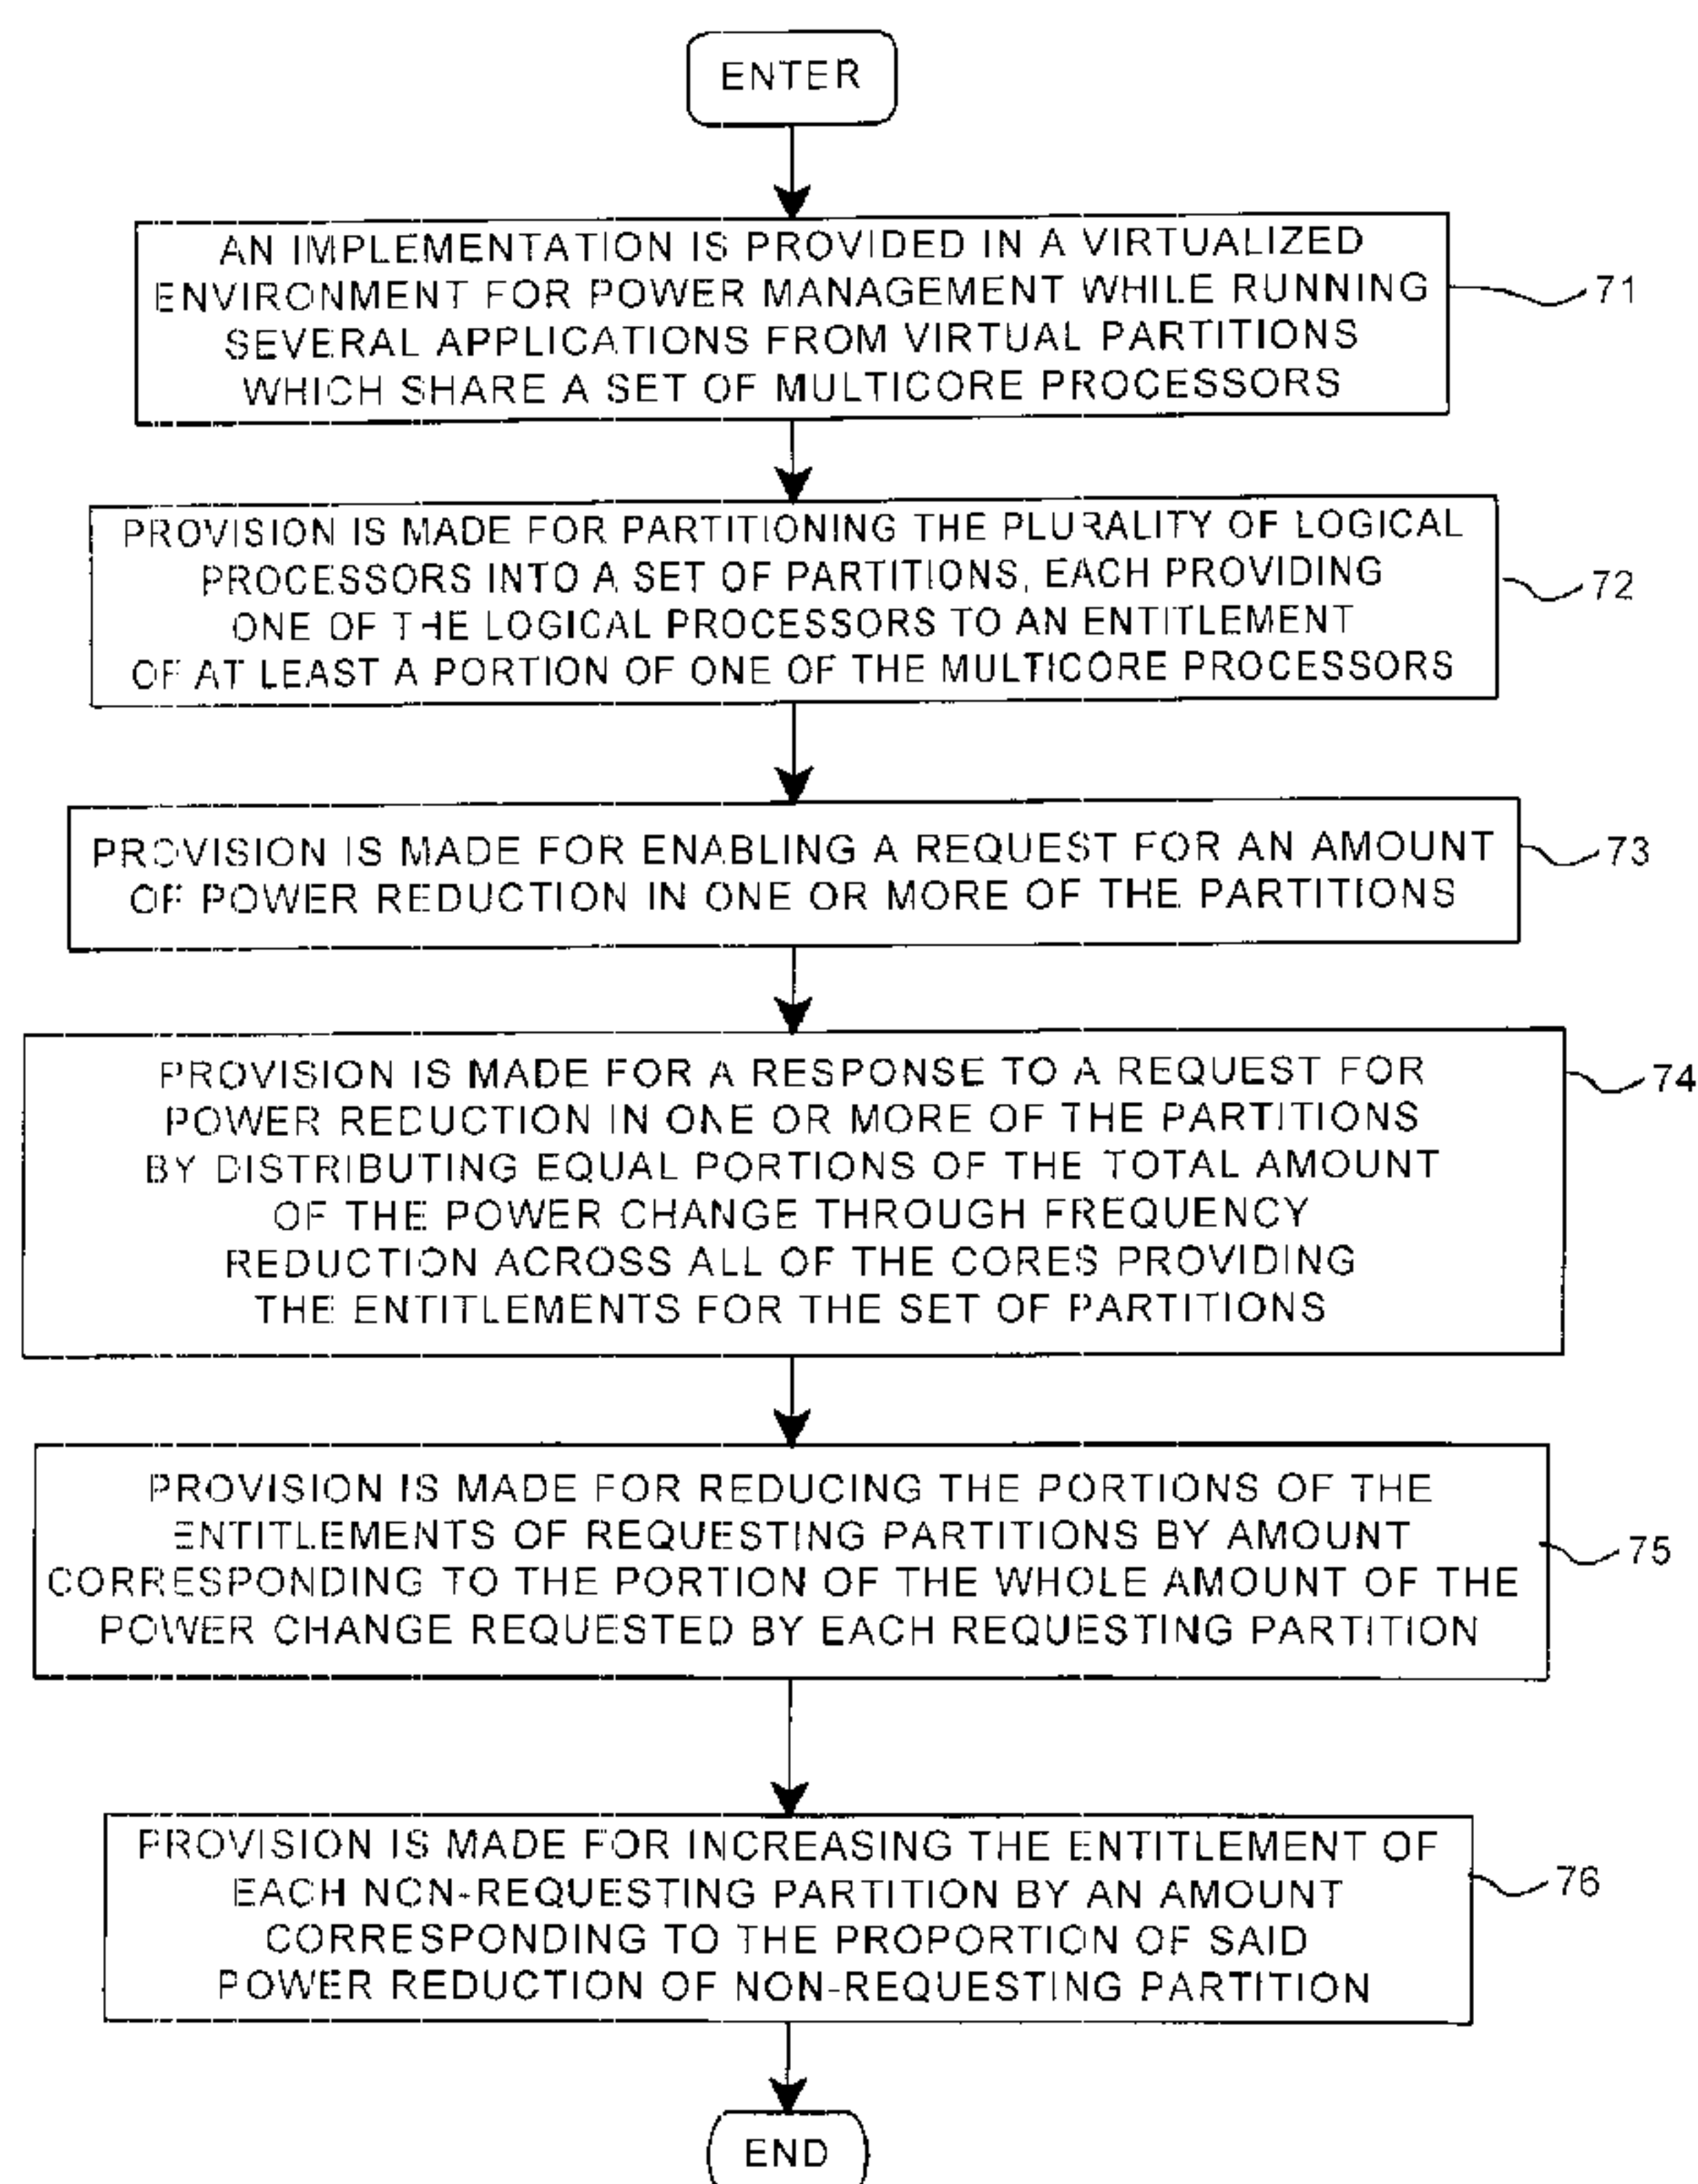 ENTER
AN IMPLEMENTATION IS PROVIDED IN A VIRTUALIZED
ENVIRONMENT FOR POWER MANAGEMENT WHILE RUNNING
SEVERAL APPLICATIONS FROM VIRTUAL PARTITIONS
WHICH SHARE A SET OF MULTICORE PROCESSORS
71
PROVISION IS MADE FOR PARTITIONING THE PLURALITY OF LOGICAL
PROCESSORS INTO A SET OF PARTITIONS, EACH PROVIDING
ONE OF THE LOGICAL PROCESSORS TO AN ENTITLEMENT
OF AT LEAST A PORTION OF ONE OF THE MULTICORE PROCESSORS
72
PROVISION IS MADE FOR ENABLING A REQUEST FOR AN AMOUNT
OF POWER REDUCTION IN ONE OR MORE OF THE PARTITIONS
73
PROVISION IS MADE FOR A RESPONSE TO A REQUEST FOR
POWER REDUCTION IN ONE OR MORE OF THE PARTITIONS
BY DISTRIBUTING EQUAL PORTIONS OF THE TOTAL AMOUNT
OF THE POWER CHANGE THROUGH FREQUENCY
REDUCTION ACROSS ALL OF THE CORES PROVIDING
THE ENTITLEMENTS FOR THE SET OF PARTITIONS
74
PROVISION IS MADE FOR REDUCING THE PORTIONS OF THE
ENTITLEMENTS OF REQUESTING PARTITIONS BY AMOUNT
CORRESPONDING TO THE PORTION OF THE WHOLE AMOUNT OF THE
POWER CHANGE REQUESTED BY EACH REQUESTING PARTITION
75
PROVISION IS MADE FOR INCREASING THE ENTITLEMENT OF
EACH NON-REQUESTING PARTITION BY AN AMOUNT
CORRESPONDING TO THE PROPORTION OF SAID
POWER REDUCTION OF NON-REQUESTING PARTITION
76
END